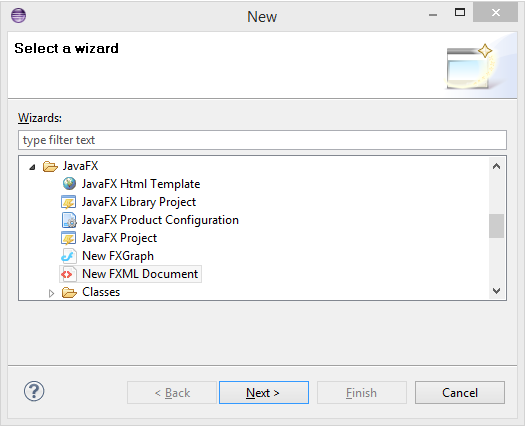 New
Select a wizard
Wizards:
type filter text
JavaFX
JavaFX Html Template
JavaFX Library Project
JavaFX Product Configuration
JavaFX Project
New FXGraph
New FXML Document
Classes
< Back Next > Finish Cancel